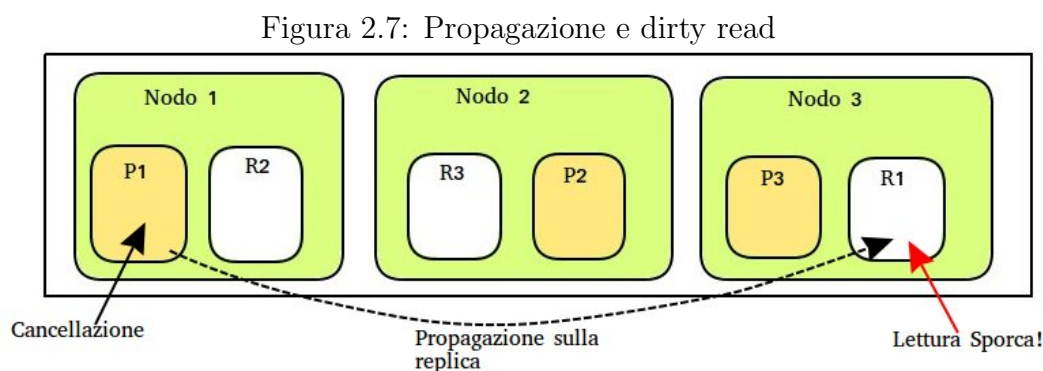 Figura 2.7: Propagazione e dirty read
Nodo 1
Nodo 2
Nodo 3
P1
R2
R3
P2
P3
R1
Cancellazione
Propagazione sulla
replica
Lettura Sporca!